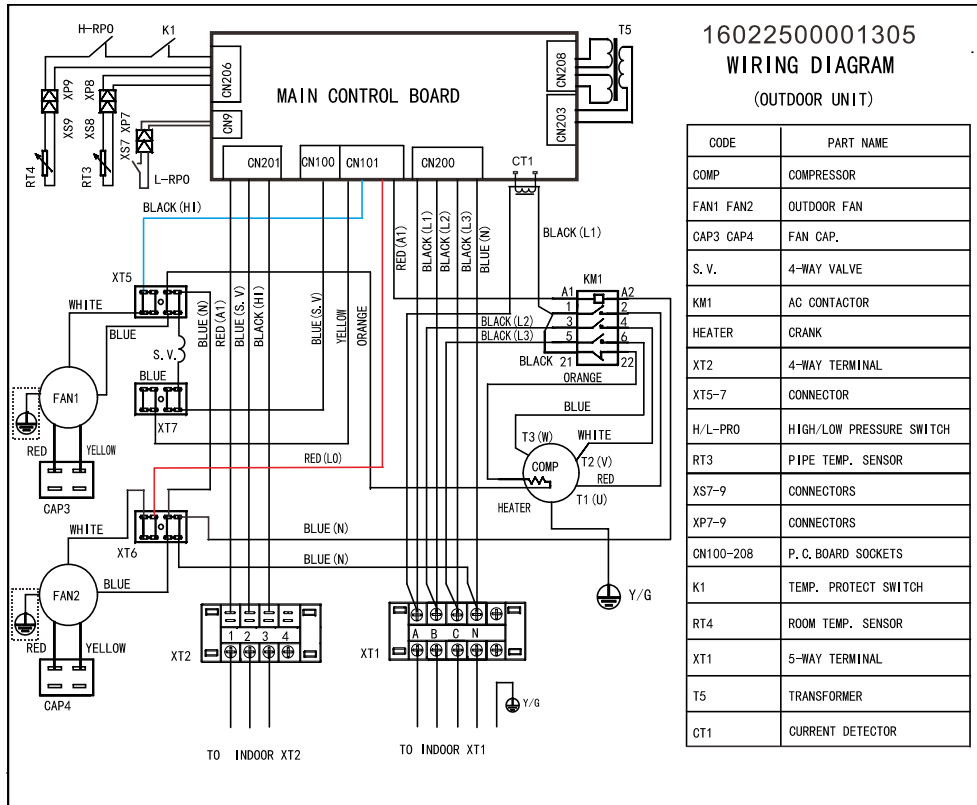 16022500001305
WIRING DIAGRAM
(OUTDOOR UNIT)
CODE PART NAME
COMP COMPRESSOR
FAN1 FAN2 OUTDOOR FAN
CAP3 CAP4 FAN CAP.
S.V. 4-WAY VALVE
KM1 AC CONTACTOR
HEATER CRANK
XT2 4-WAY TERMINAL
XT5-7 CONNECTOR
H/L-PRO HIGH/LOW PRESSURE SWITCH
RT3 PIPE TEMP. SENSOR
XS7-9 CONNECTORS
XP7-9 CONNECTORS
CN100-208 P.C.BOARD SOCKETS
K1 TEMP. PROTECT SWITCH
RT4 ROOM TEMP. SENSOR
XT1 5-WAY TERMINAL
T5 TRANSFORMER
CT1 CURRENT DETECTOR
H-RPO K1
T5
XP9 XP8
CN206
CN208
MAIN CONTROL BOARD
XS9 XS8
XS7 XP7
CN9
CN203
RT4 RT3
L-RPO
CN201 CN100 CN101 CN200
CT1
BLACK(HI)
RED(A1)
BLACK(L1)
BLACK(L2)
BLACK(L3)
BLUE(N)
BLACK(L1)
XT5
WHITE
BLUE
S.V.
BLUE
XT7
BLUE(N)
RED(A1)
BLUE(S.V)
BLACK(HI)
BLUE(S.V)
YELLOW
ORANGE
KM1
A1 A2
1 2
BLACK(L2) 3 4
BLACK(L3) 5 6
BLACK 21 22
ORANGE
FAN1
RED YELLOW
CAP3
BLUE
WHITE
T3(W)
COMP
T2(V)
RED
T1(U)
HEATER
RED(LO)
WHITE
XT6
BLUE
BLUE(N)
BLUE(N)
FAN2
RED YELLOW
CAP4
Y/G
XT2
1 2 3 4
XT1
A B C N
Y/G
TO INDOOR XT2
TO INDOOR XT1